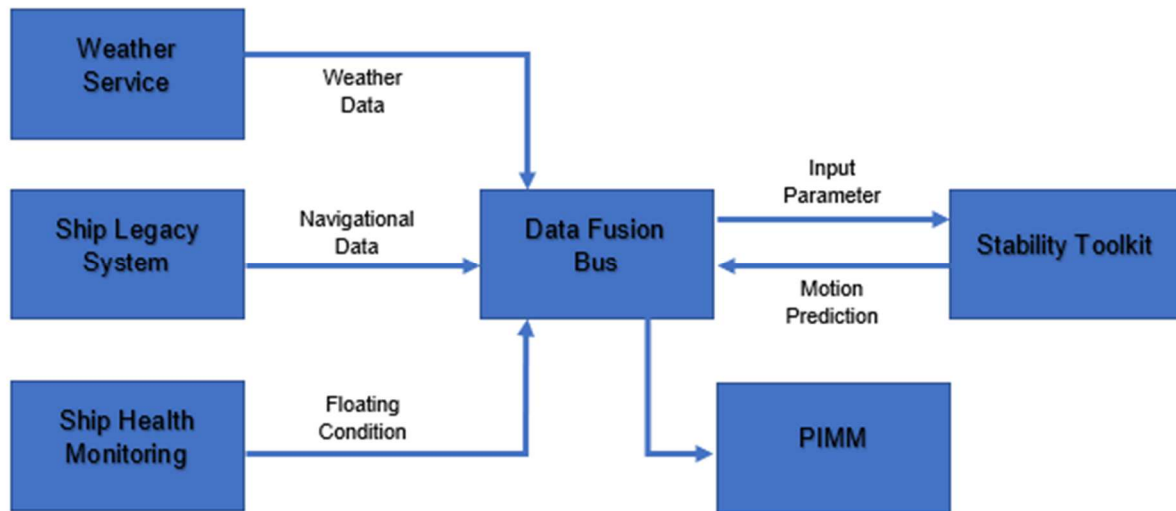 Weather
Service
Weather
Data
Ship Legacy
System
Navigational
Data
Data Fusion
Bus
Input
Parameter
Stability Toolkit
Motion
Prediction
Ship Health
Monitoring
Floating
Condition
PIMM